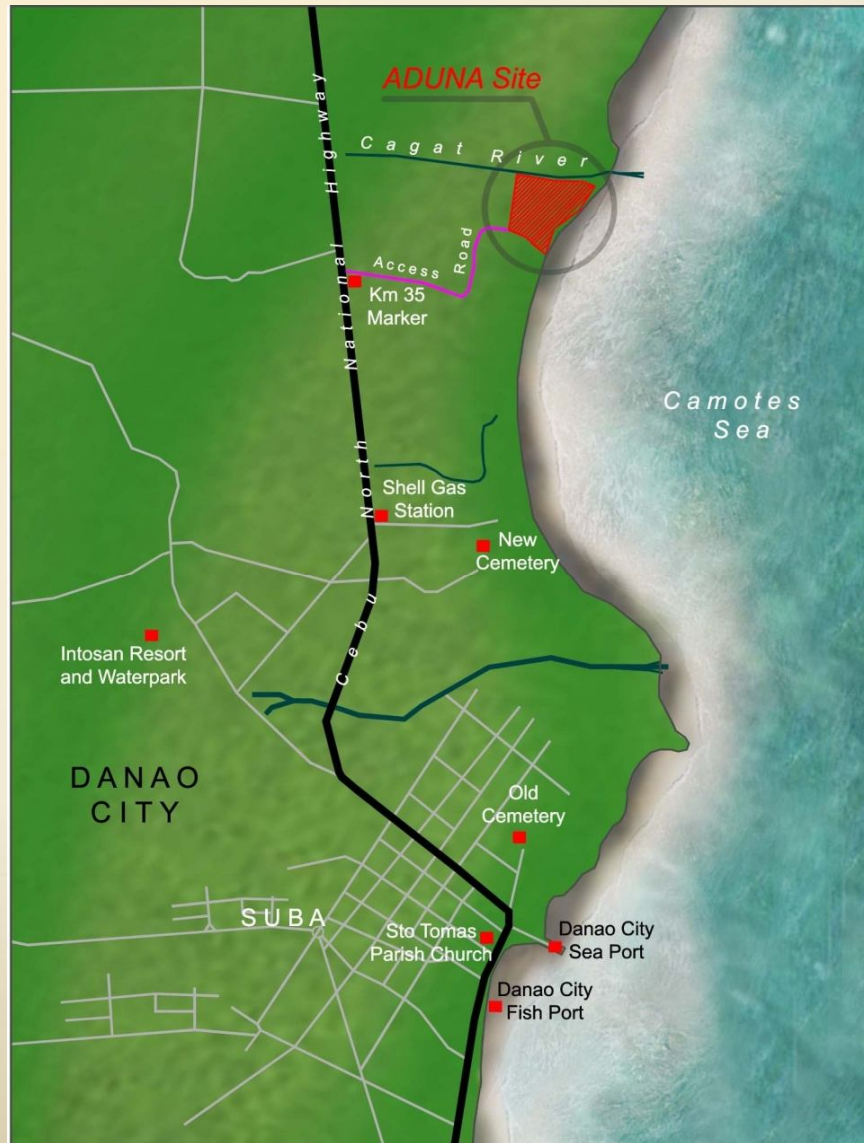 ADUNA Site
Cagat River
Access Road
Km 35
Marker
Camotes
Sea
Shell Gas
Station
New
Cemetery
Cebu North National Highway
Intosan Resort
and Waterpark
DANAO
CITY
Old
Cemetery
SUBA
Sto Tomas
Parish Church
Danao City
Sea Port
Danao City
Fish Port